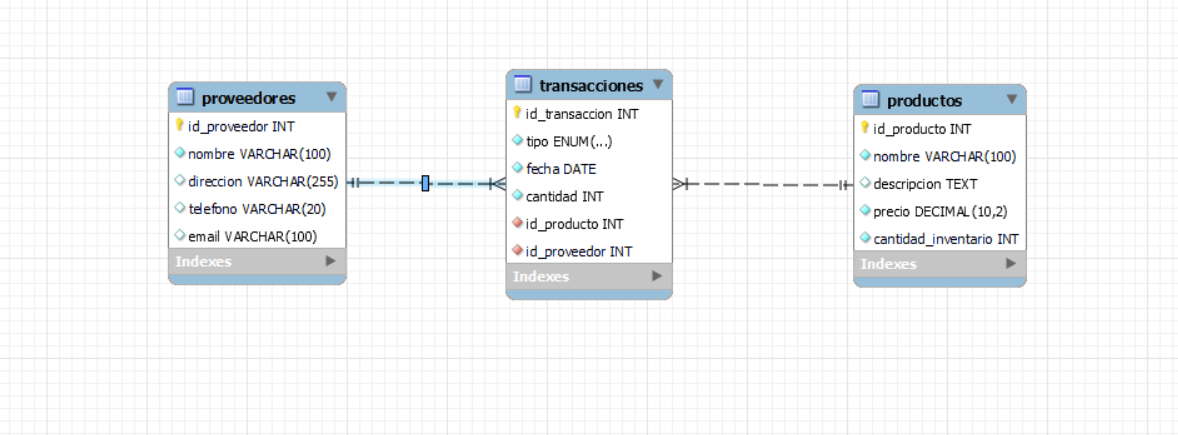 proveedores
id_proveedor INT
nombre VARCHAR(100)
direccion VARCHAR(255)
telefono VARCHAR(20)
email VARCHAR(100)
Indexes
transacciones
id_transaccion INT
tipo ENUM(...)
fecha DATE
cantidad INT
id_producto INT
id_proveedor INT
Indexes
productos
id_producto INT
nombre VARCHAR(100)
descripcion TEXT
precio DECIMAL(10,2)
cantidad_inventario INT
Indexes